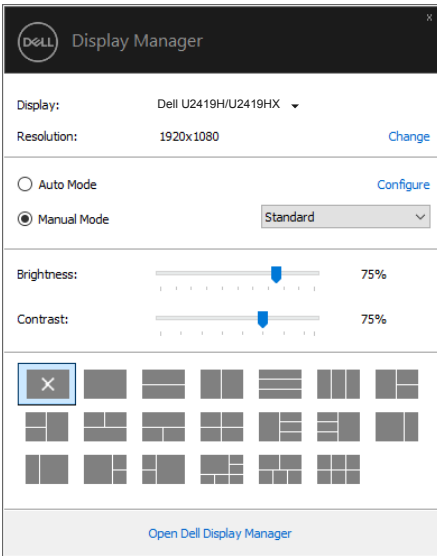 x
DELL Display Manager
Display: Dell U2419H/U2419HX
Resolution: 1920x1080 Change
Auto Mode Configure
Manual Mode Standard
Brightness: 75%
Contrast: 75%
Open Dell Display Manager